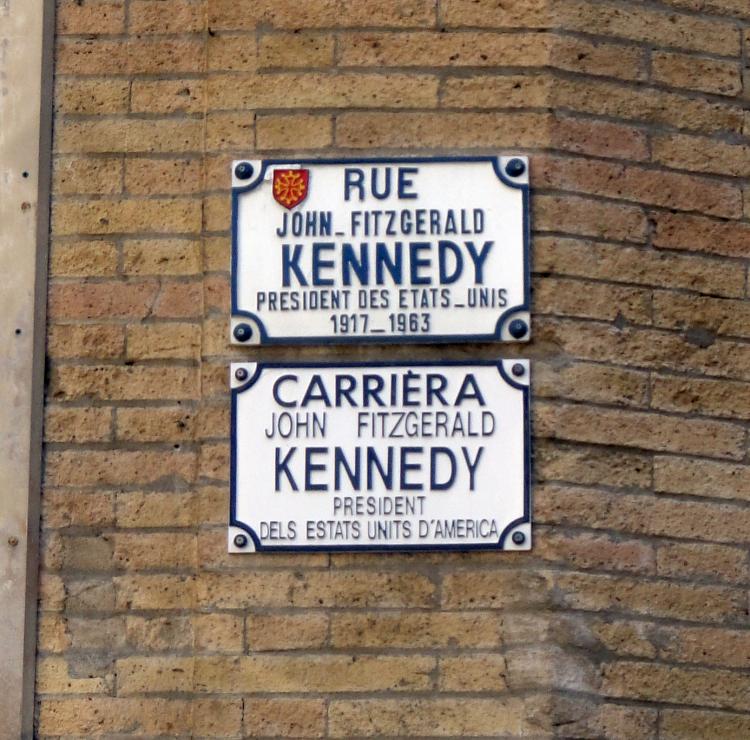 RUE
JOHN_FITZGERALD
KENNEDY
PRESIDENT DES ETATS_UNIS
1917_1963
CARRIÈRA
JOHN FITZGERALD
KENNEDY
PRESIDENT
DELS ESTATS UNITS D'AMERICA